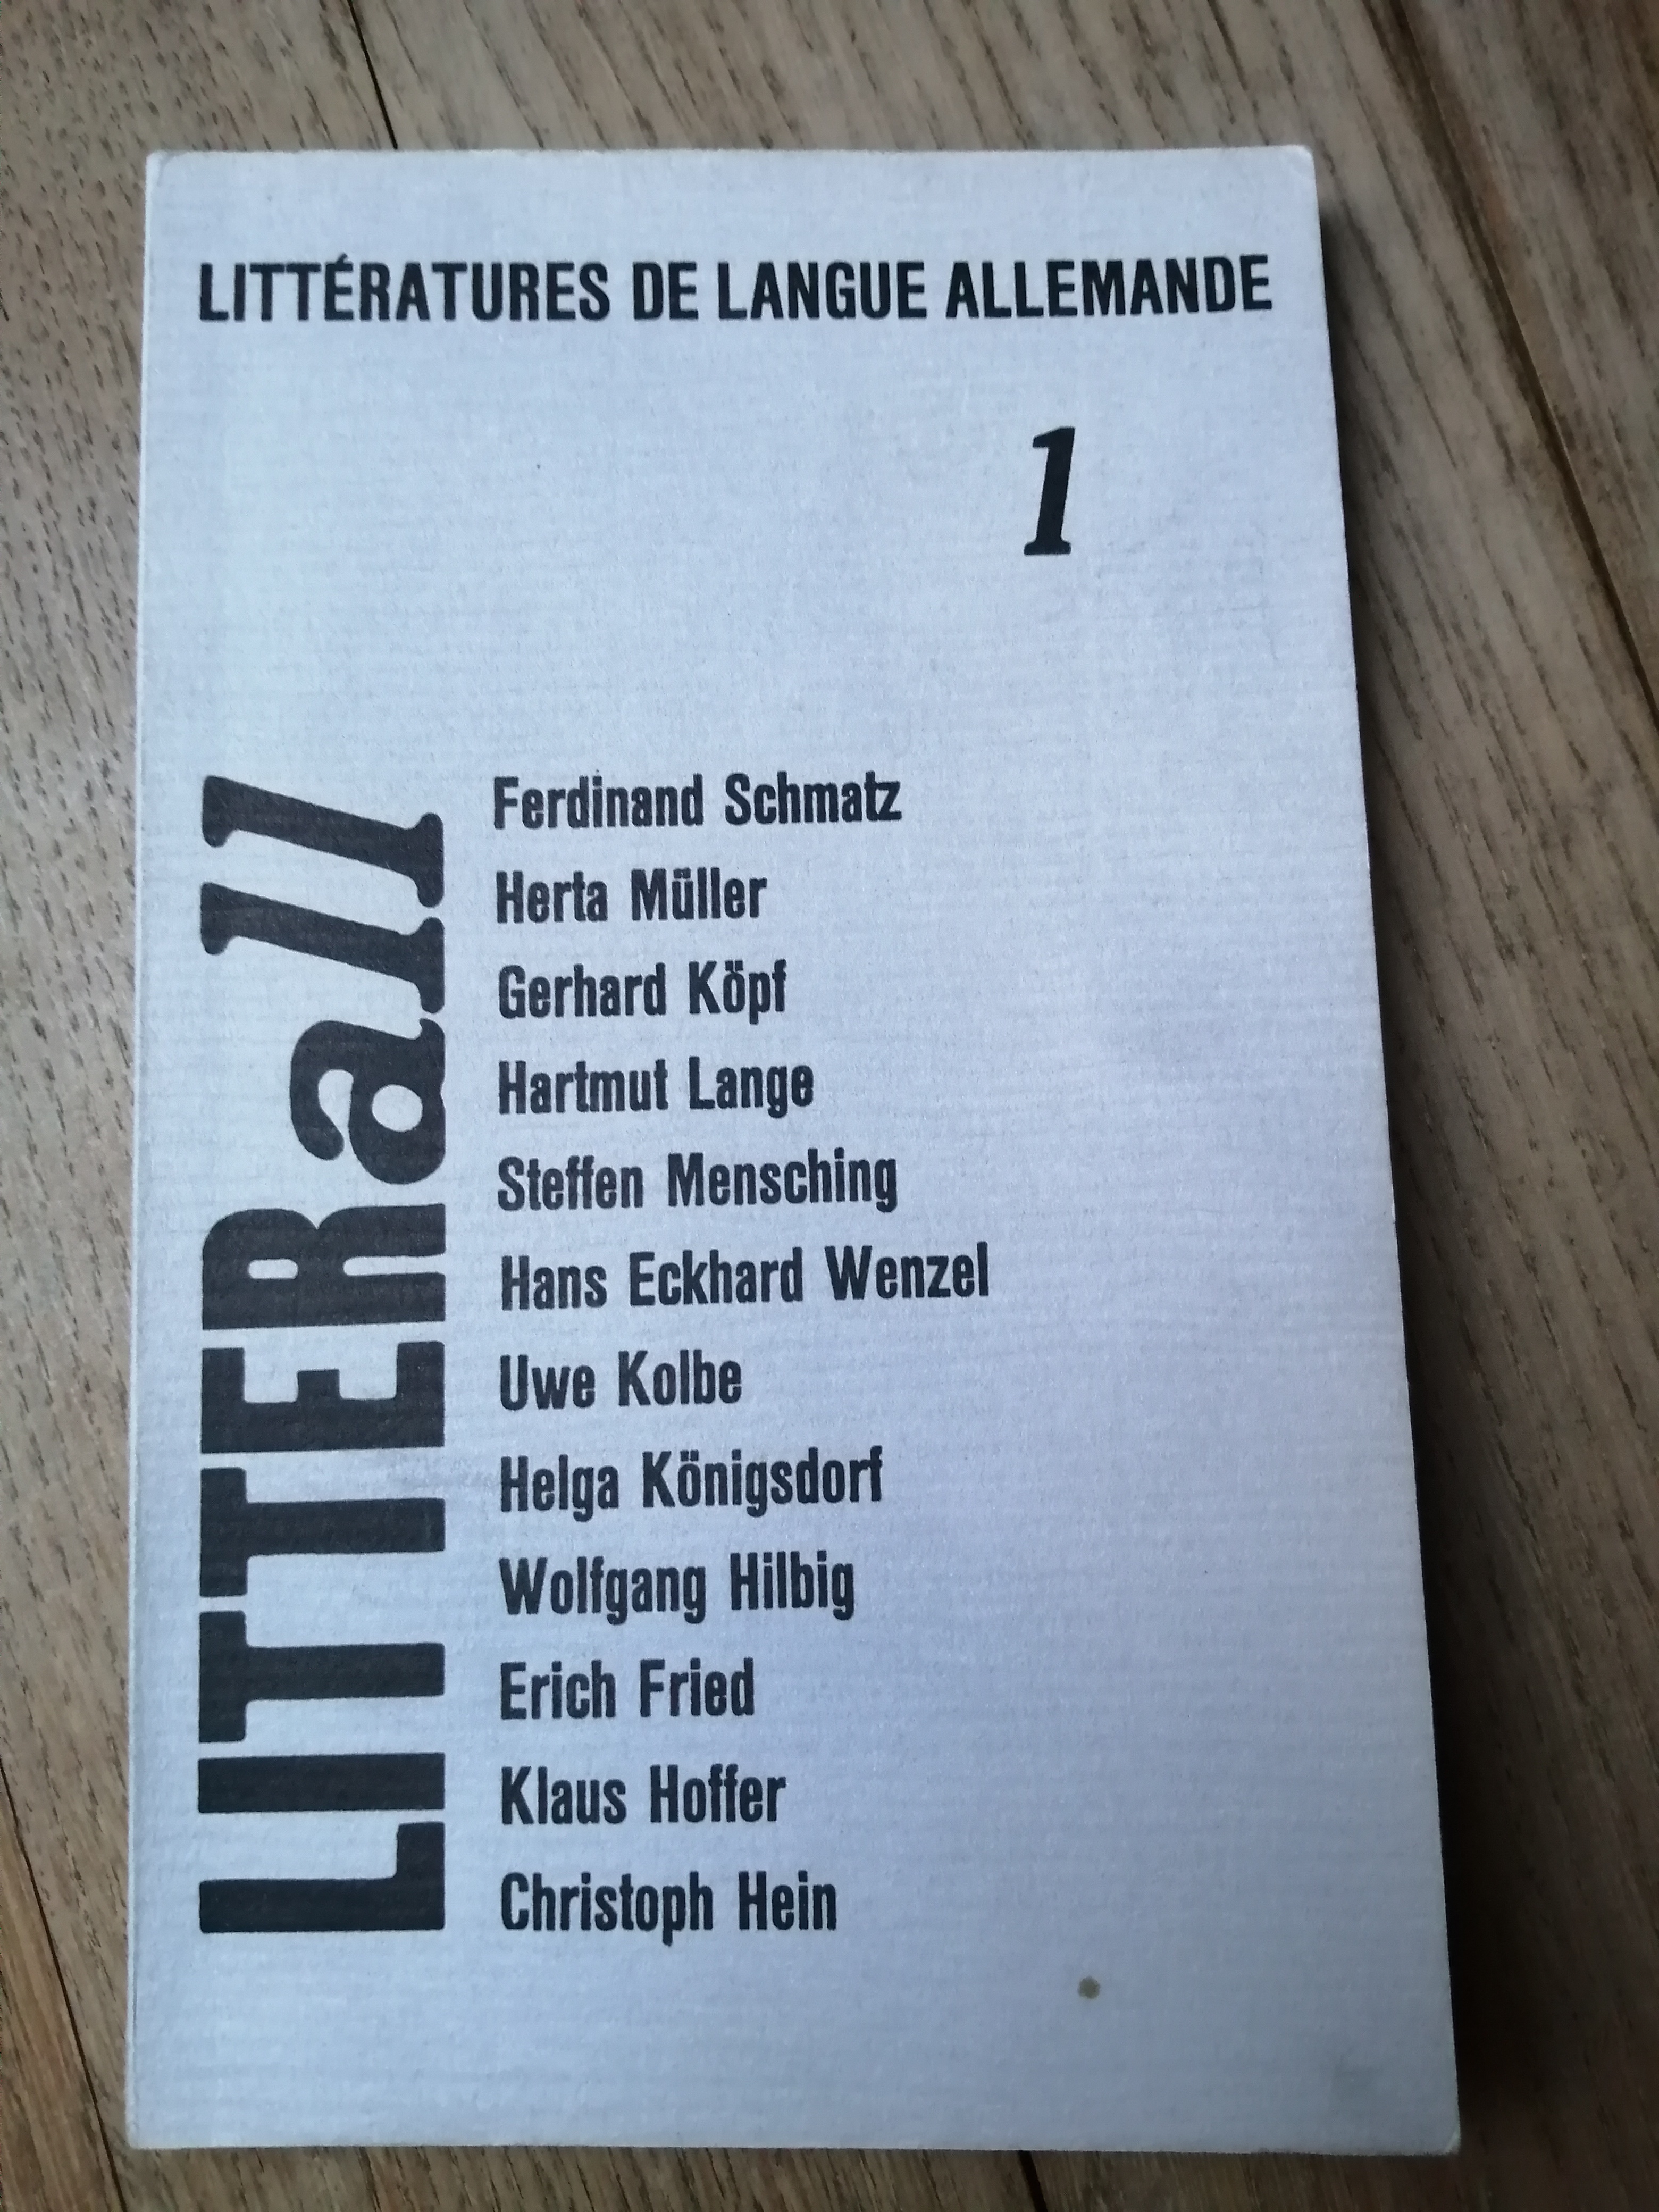 LITTÉRATURES DE LANGUE ALLEMANDE
1
LITTERall
Ferdinand Schmatz
Herta Müller
Gerhard Köpf
Hartmut Lange
Steffen Mensching
Hans Eckhard Wenzel
Uwe Kolbe
Helga Königsdorf
Wolfgang Hilbig
Erich Fried
Klaus Hoffer
Christoph Hein